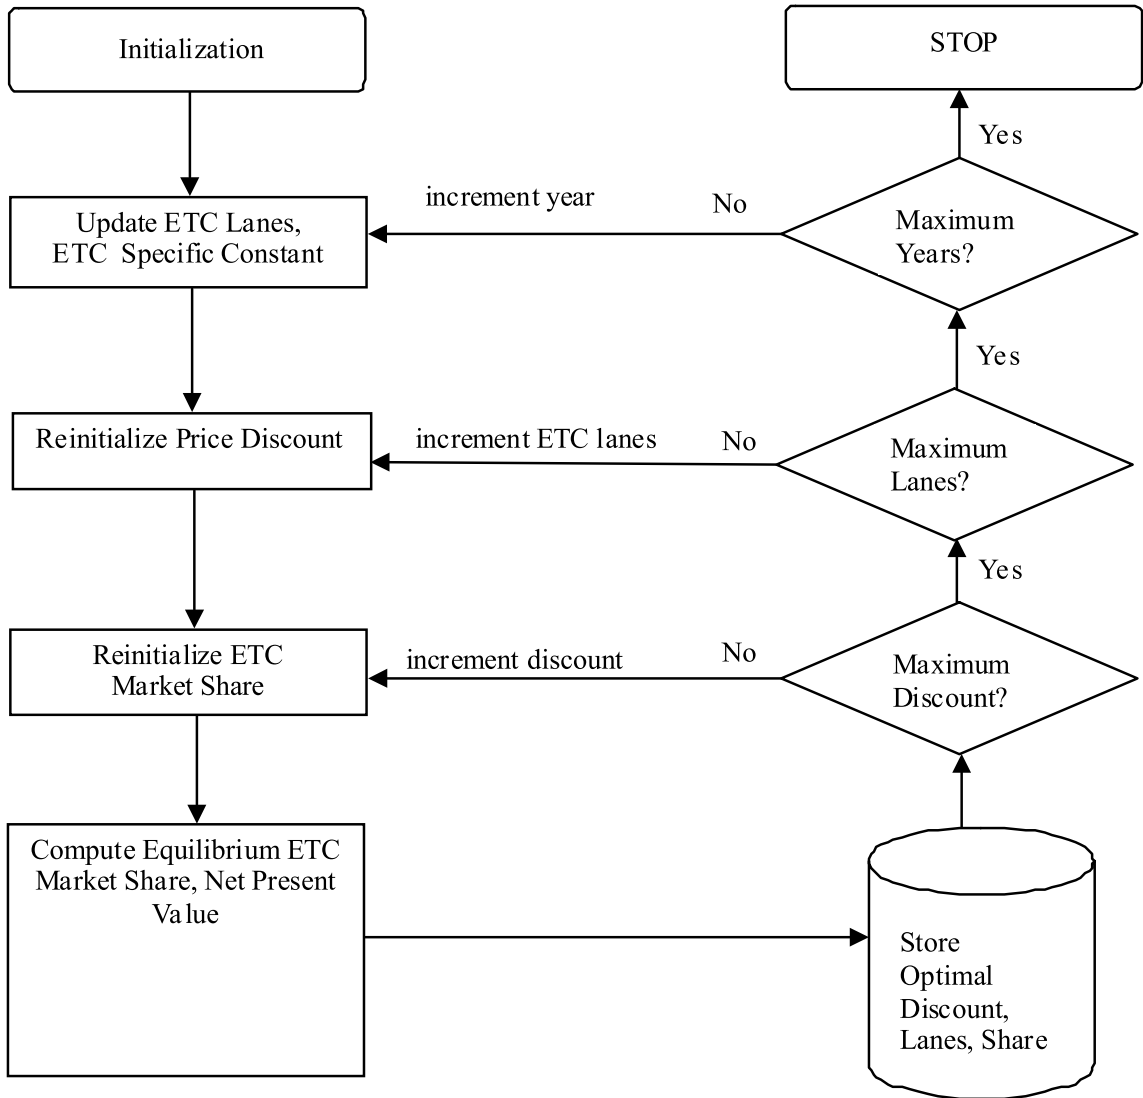 Initialization
STOP
Yes
increment year
No
Update ETC Lanes,
ETC Specific Constant
Maximum
Years?
Yes
Reinitialize Price Discount
increment ETC lanes
No
Maximum
Lanes?
Yes
Reinitialize ETC
Market Share
increment discount
No
Maximum
Discount?
Compute Equilibrium ETC
Market Share, Net Present
Value
Store
Optimal
Discount,
Lanes, Share